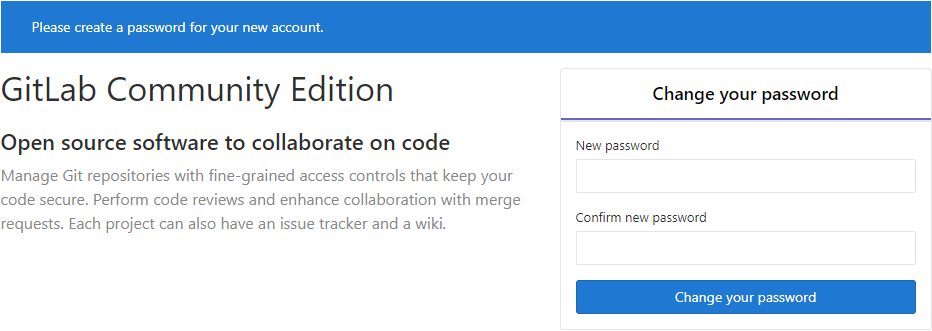 Please create a password for your new account.
GitLab Community Edition
Open source software to collaborate on code
Manage Git repositories with fine-grained access controls that keep your
code secure. Perform code reviews and enhance collaboration with merge
requests. Each project can also have an issue tracker and a wiki.
Change your password
New password
Confirm new password
Change your password